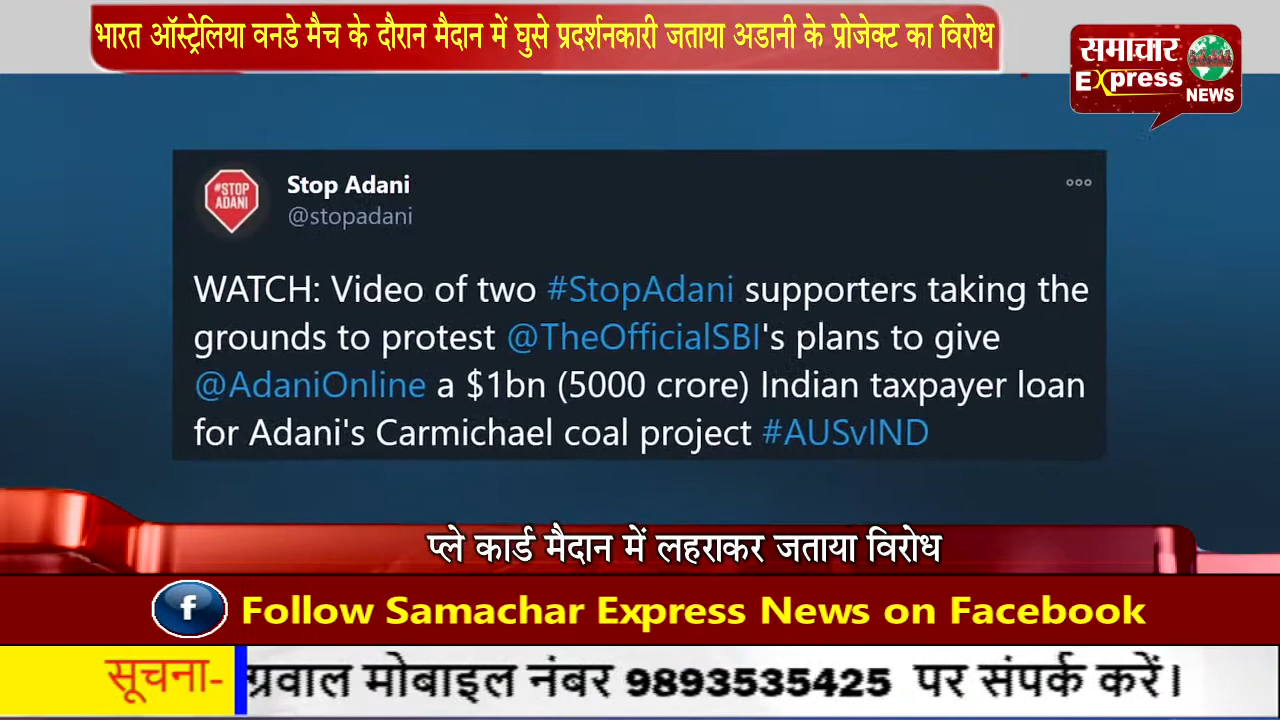 भारत ऑस्ट्रेलिया वनडे मैच के दौरान मैदान में घुसे प्रदर्शनकारी जताया अडानी के प्रोजेक्ट का विरोध
समाचार
Express
NEWS
#STOP
ADANI
Stop Adani
@stopadani
WATCH: Video of two #StopAdani supporters taking the
grounds to protest @TheOfficialSBI's plans to give
@AdaniOnline a $1bn (5000 crore) Indian taxpayer loan
for Adani's Carmichael coal project #AUSvIND
प्ले कार्ड मैदान में लहराकर जताया विरोध
f Follow Samachar Express News on Facebook
सूचना- ग्रवाल मोबाइल नंबर 9893535425 पर संपर्क करें।